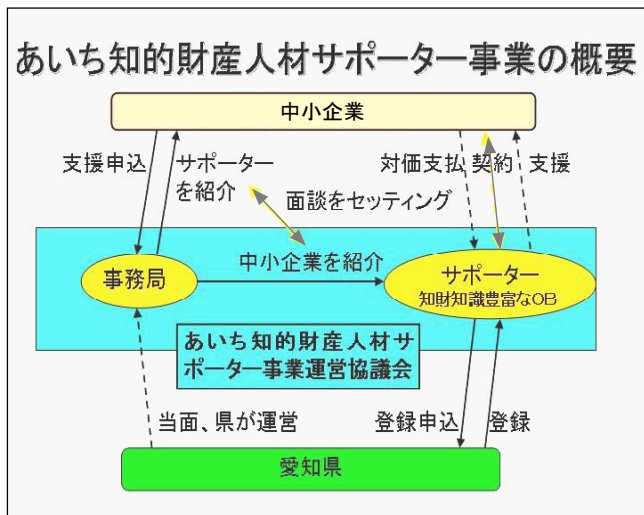 あいち知的財産人材サポーター事業の概要
中小企業
支援申込
サポーター
を紹介
対価支払
契約
支援
面談をセッティング
中小企業を紹介
事務局
サポーター
知財知識豊富なOB
あいち知的財産人材サ
ポーター事業運営協議会
当面、県が運営
登録申込
登録
愛知県